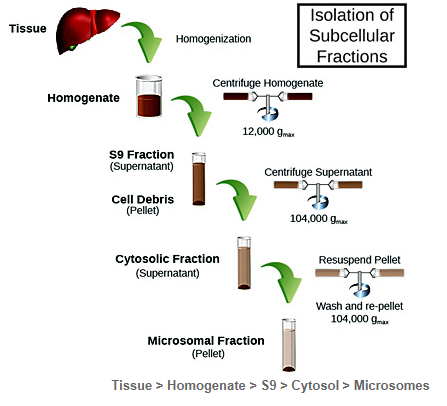 Isolation of
Subcellular
Fractions
Tissue
Homogenization
Homogenate
Centrifuge Homogenate
12,000 gmax
S9 Fraction
(Supernatant)
Cell Debris
(Pellet)
Centrifuge Supernatant
104,000 gmax
Cytosolic Fraction
(Supernatant)
Resuspend Pellet
Wash and re-pellet
104,000 gmax
Microsomal Fraction
(Pellet)
Tissue > Homogenate > S9 > Cytosol > Microsomes